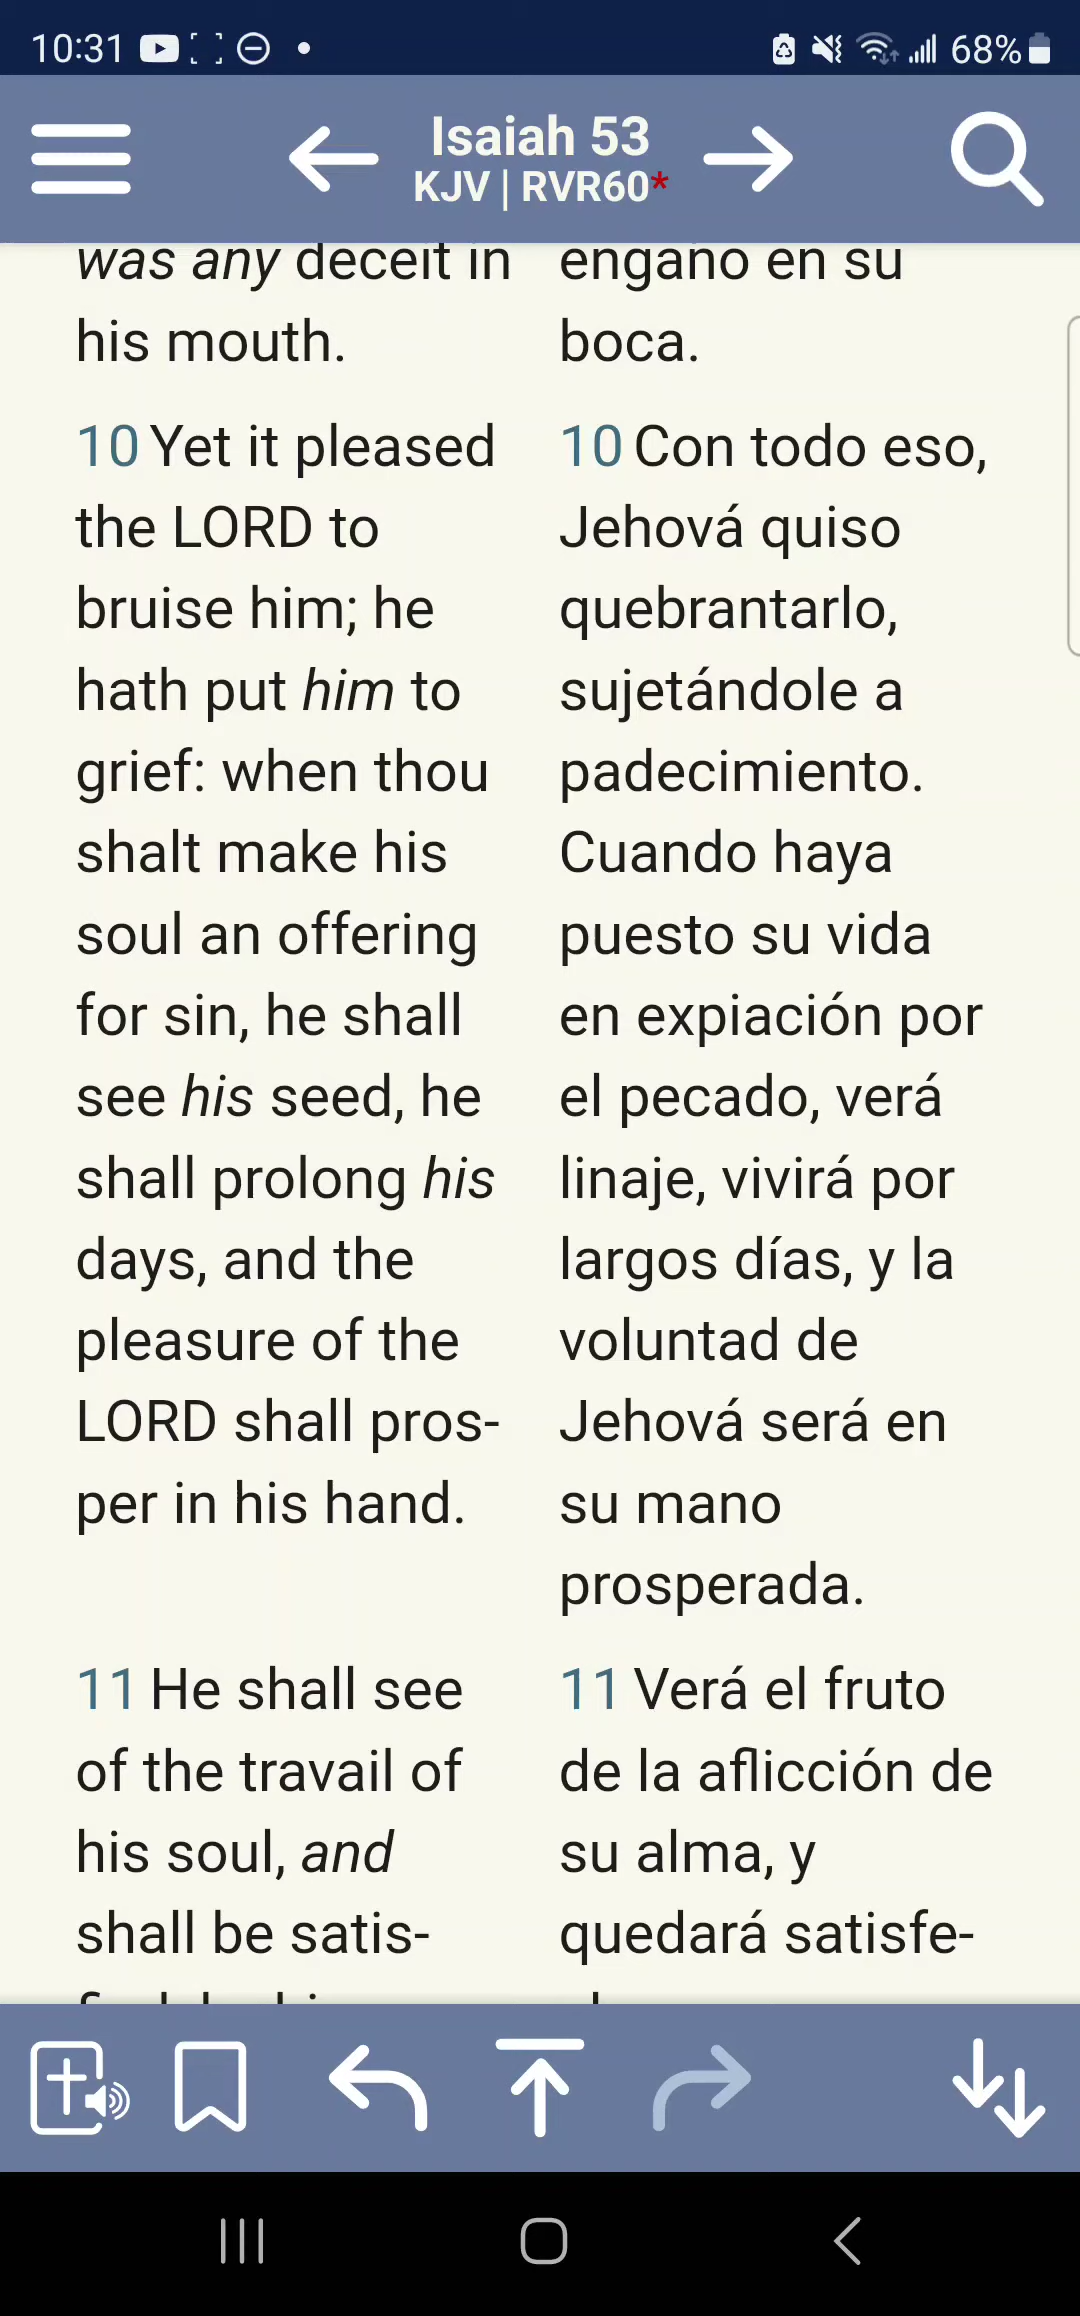 10:31
68%
Isaiah 53
KJV | RVR60*
was any deceit in
his mouth.
10 Yet it pleased
the LORD to
bruise him; he
hath put him to
grief: when thou
shalt make his
soul an offering
for sin, he shall
see his seed, he
shall prolong his
days, and the
pleasure of the
LORD shall pros-
per in his hand.
11 He shall see
of the travail of
his soul, and
shall be satis-
engaño en su
boca.
10 Con todo eso,
Jehová quiso
quebrantarlo,
sujetándole a
padecimiento.
Cuando haya
puesto su vida
en expiación por
el pecado, verá
linaje, vivirá por
largos días, y la
voluntad de
Jehová será en
su mano
prosperada.
11 Verá el fruto
de la aflicción de
su alma, y
quedará satisfe-